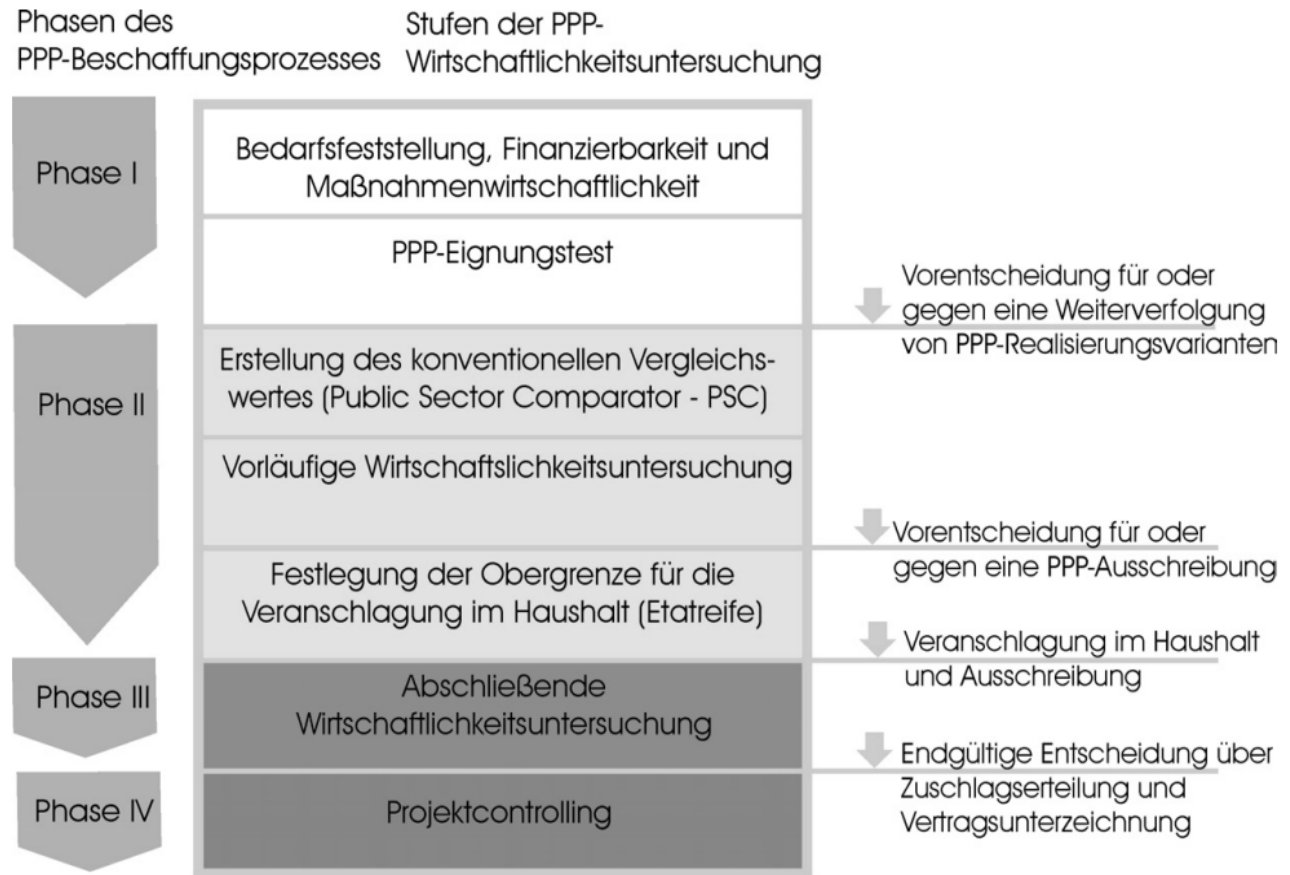 Phasen des
PPP-Beschaffungsprozesses
Stufen der PPP-
Wirtschaftlichkeitsuntersuchung
Phase I
Bedarfsfeststellung, Finanzierbarkeit und
Maßnahmenwirtschaftlichkeit
PPP-Eignungstest
Vorentscheidung für oder
gegen eine Weiterverfolgung
von PPP-Realisierungsvarianten
Phase II
Erstellung des konventionellen Vergleichs-
wertes (Public Sector Comparator - PSC)
Vorläufige Wirtschaftslichkeitsuntersuchung
Vorentscheidung für oder
gegen eine PPP-Ausschreibung
Festlegung der Obergrenze für die
Veranschlagung im Haushalt (Etatreife)
Veranschlagung im Haushalt
und Ausschreibung
Phase III
Abschließende
Wirtschaftlichkeitsuntersuchung
Endgültige Entscheidung über
Zuschlagserteilung und
Vertragsunterzeichnung
Phase IV
Projektcontrolling